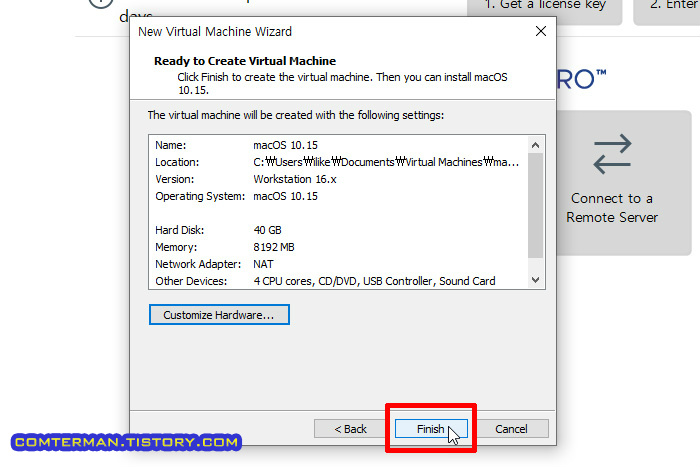 days
1. Get a license key
2. Enter
New Virtual Machine Wizard
Ready to Create Virtual Machine
Click Finish to create the virtual machine. Then you can install macOS
10.15.
RO™
The virtual machine will be created with the following settings:
Name: macOS 10.15
Location: C:₩Users₩ilike₩Documents₩Virtual Machines₩ma...
Version: Workstation 16.x
Operating System: macOS 10.15
Hard Disk: 40 GB
Memory: 8192 MB
Network Adapter: NAT
Other Devices: 4 CPU cores, CD/DVD, USB Controller, Sound Card
Connect to a
Remote Server
Customize Hardware...
< Back
Finish
Cancel
COMTERMAN.TISTORY.COM